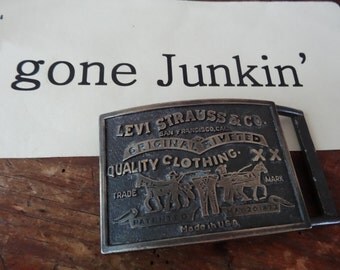 gone Junkin'
LEVI STRAUSS & CO.
SAN FRANCISCO, CAL.
ORIGINAL RIVETED
QUALITY CLOTHING. XX
TRADE MARK
Made in U.S.A